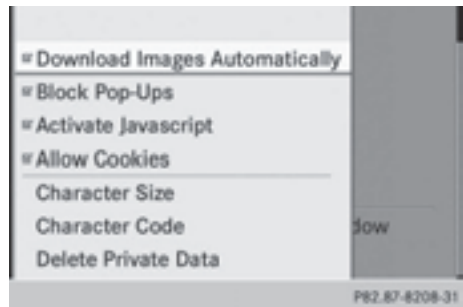 Download Images Automatically
Block Pop-Ups
Activate Javascript
Allow Cookies
Character Size
Character Code
Delete Private Data
P82.87-8208-31